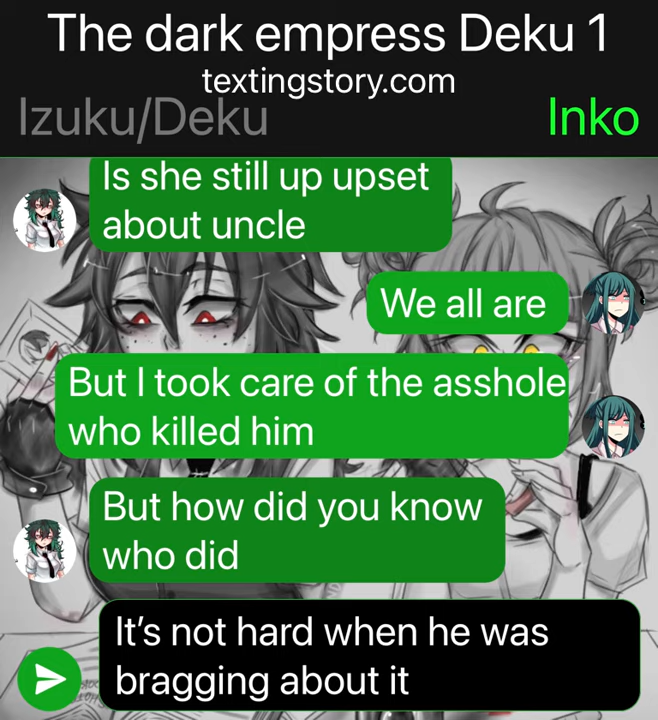 The dark empress Deku 1
textingstory.com
Izuku/Deku
Inko
Is she still up upset
about uncle
We all are
But I took care of the asshole
who killed him
But how did you know
who did
It's not hard when he was
bragging about it